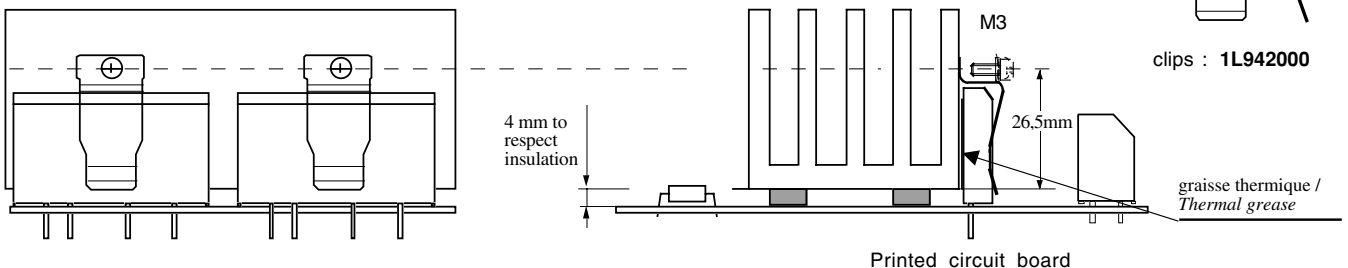 M3
clips : 1L942000
4 mm to
respect
insulation
26,5mm
graisse thermique /
Thermal grease
Printed circuit board